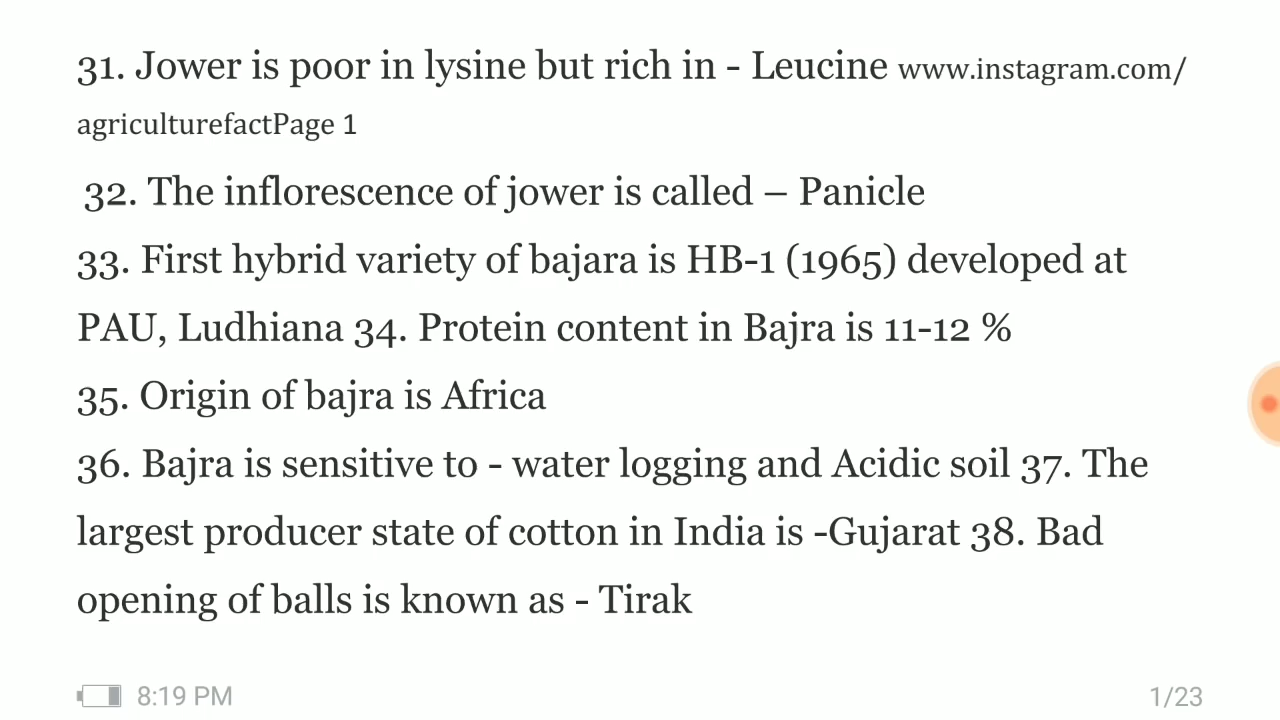 31. Jower is poor in lysine but rich in - Leucine www.instagram.com/
agriculturefactPage 1
32. The inflorescence of jower is called – Panicle
33. First hybrid variety of bajara is HB-1 (1965) developed at
PAU, Ludhiana 34. Protein content in Bajra is 11-12 %
35. Origin of bajra is Africa
36. Bajra is sensitive to - water logging and Acidic soil 37. The
largest producer state of cotton in India is -Gujarat 38. Bad
opening of balls is known as - Tirak
8:19 PM 1/23